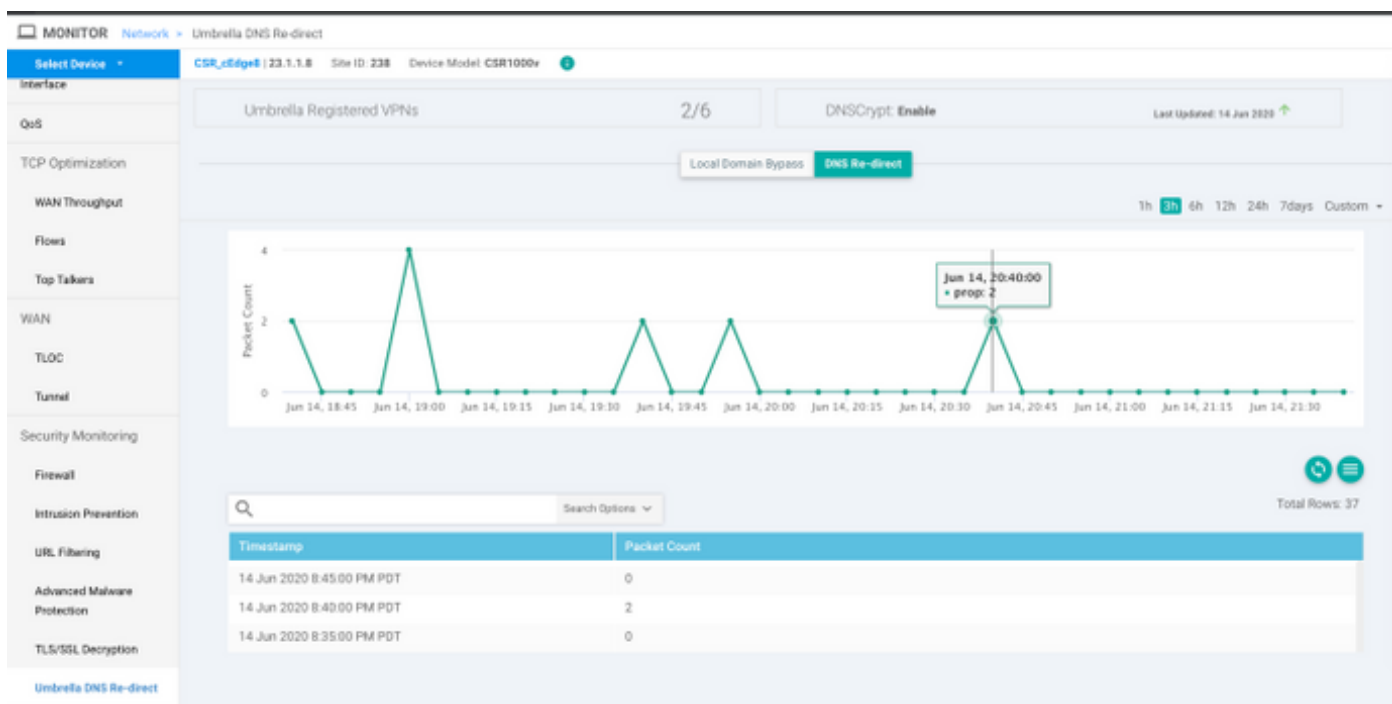 MONITOR Network > Umbrella DNS Re-direct
Select Device
CSR_cEdge8 | 23.1.1.8 Site ID: 238 Device Model: CSR1000v
Interface
QoS
TCP Optimization
WAN Throughput
Flows
Top Talkers
WAN
TLOC
Tunnel
Security Monitoring
Firewall
Intrusion Prevention
URL Filtering
Advanced Malware
Protection
TLS/SSL Decryption
Umbrella DNS Re-direct
Umbrella Registered VPNs 2/6
DNSCrypt: Enable Last Updated: 14 Jun 2020
Local Domain Bypass DNS Re-direct
1h 3h 6h 12h 24h 7days Custom
Packet Count
4
2
0
Jun 14, 20:40:00
• prop: 2
Jun 14, 18:45 Jun 14, 19:00 Jun 14, 19:15 Jun 14, 19:30 Jun 14, 19:45 Jun 14, 20:00 Jun 14, 20:15 Jun 14, 20:30 Jun 14, 20:45 Jun 14, 21:00 Jun 14, 21:15 Jun 14, 21:30
Search Options
Total Rows: 37
Timestamp Packet Count
14 Jun 2020 8:45:00 PM PDT 0
14 Jun 2020 8:40:00 PM PDT 2
14 Jun 2020 8:35:00 PM PDT 0